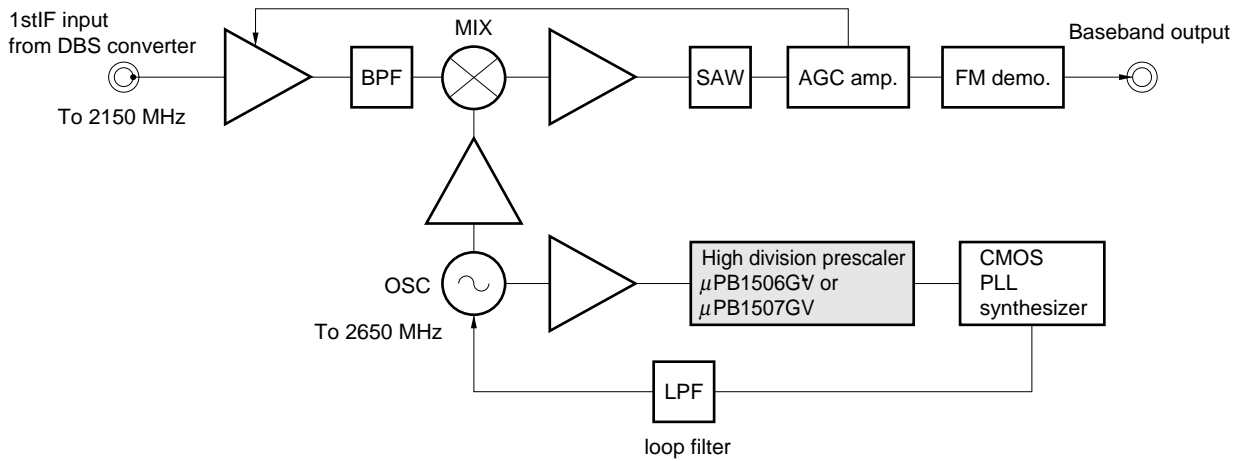 1stIF input
from DBS converter
To 2150 MHz
BPF
MIX
SAW
AGC amp.
FM demo.
Baseband output
OSC
To 2650 MHz
High division prescaler
µPB1506GV or
µPB1507GV
CMOS
PLL
synthesizer
LPF
loop filter